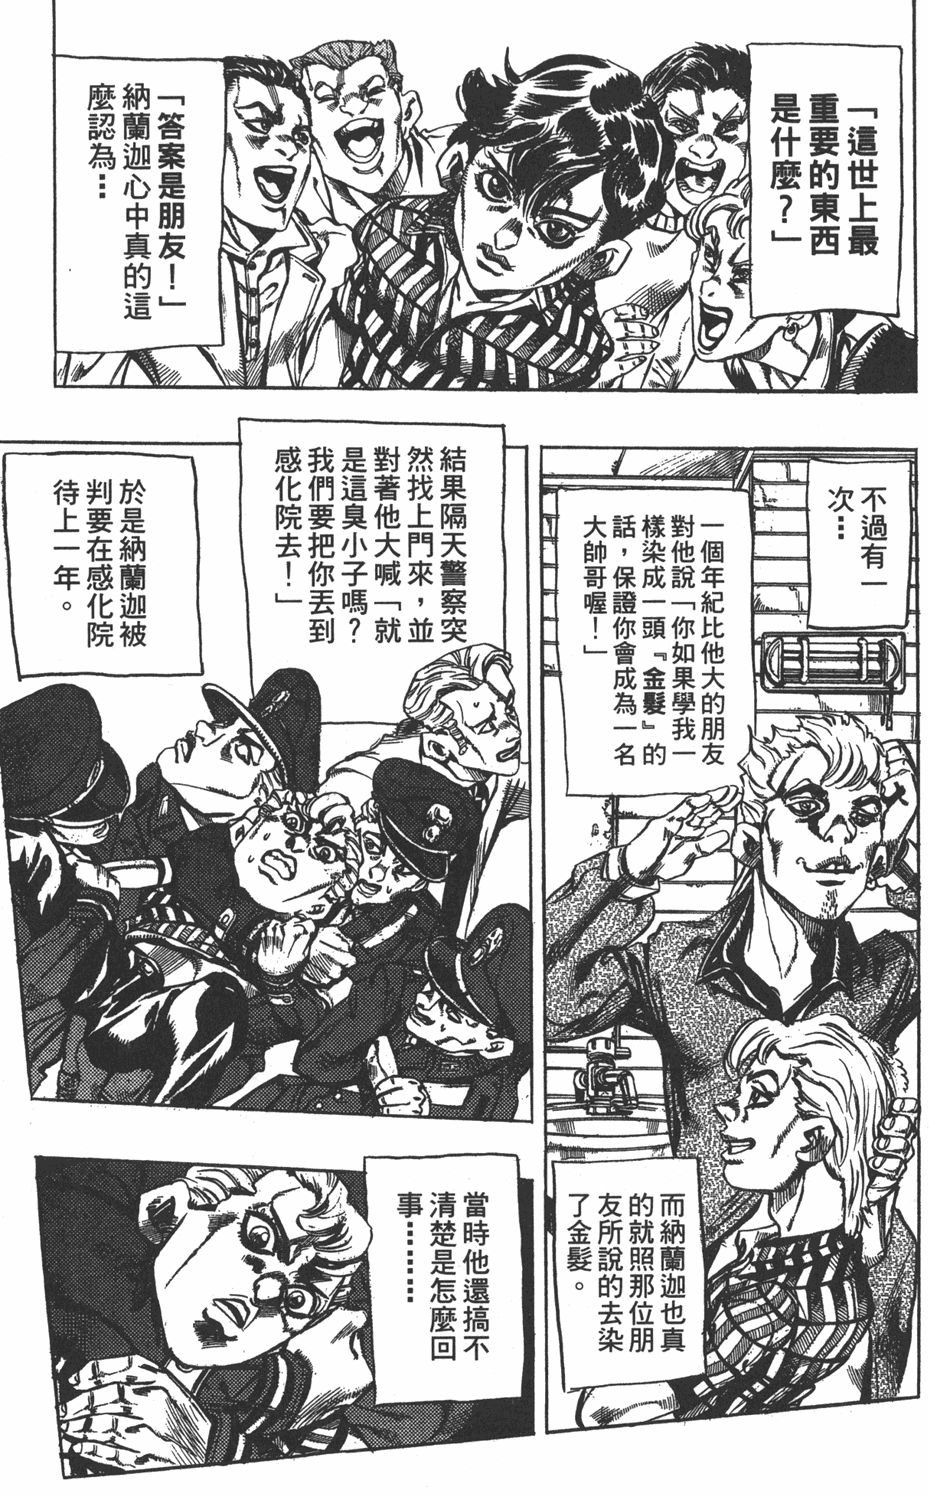 「這世上最
重要的東西
是什麼?」
「答案是朋友!」
納蘭迦心中真的這
麼認為…
不過有一
次…
一個年紀比他大的朋友
對他說「你如果學我一
樣染成一頭『金髮』的
話,保證你會成為一名
大帥哥喔!」
而納蘭迦也真
的就照那位朋
友所說的去染
了金髮。
結果隔天警察突
然找上門來,並
對著他大喊「就
是這臭小子嗎?
我們要把你丟到
感化院去!」
於是納蘭迦被
判要在感化院
待上一年。
當時他還搞不
清楚是怎麼回
事………